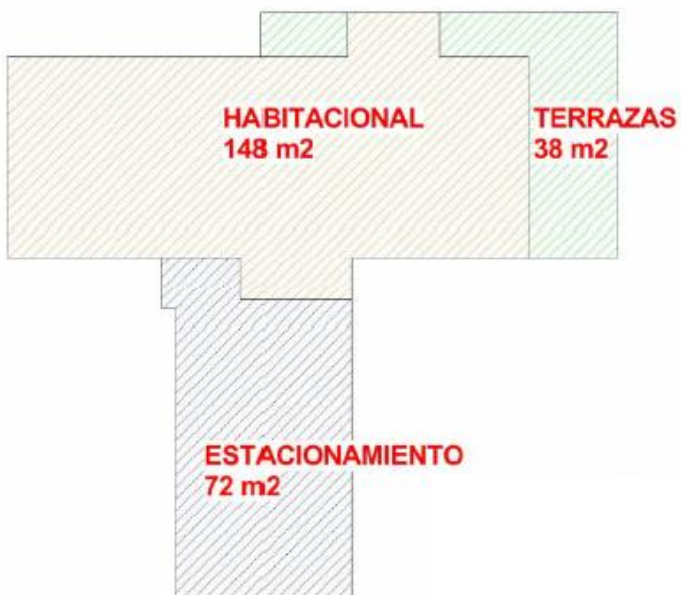 HABITACIONAL
148 m2
TERRAZAS
38 m2
ESTACIONAMIENTO
72 m2